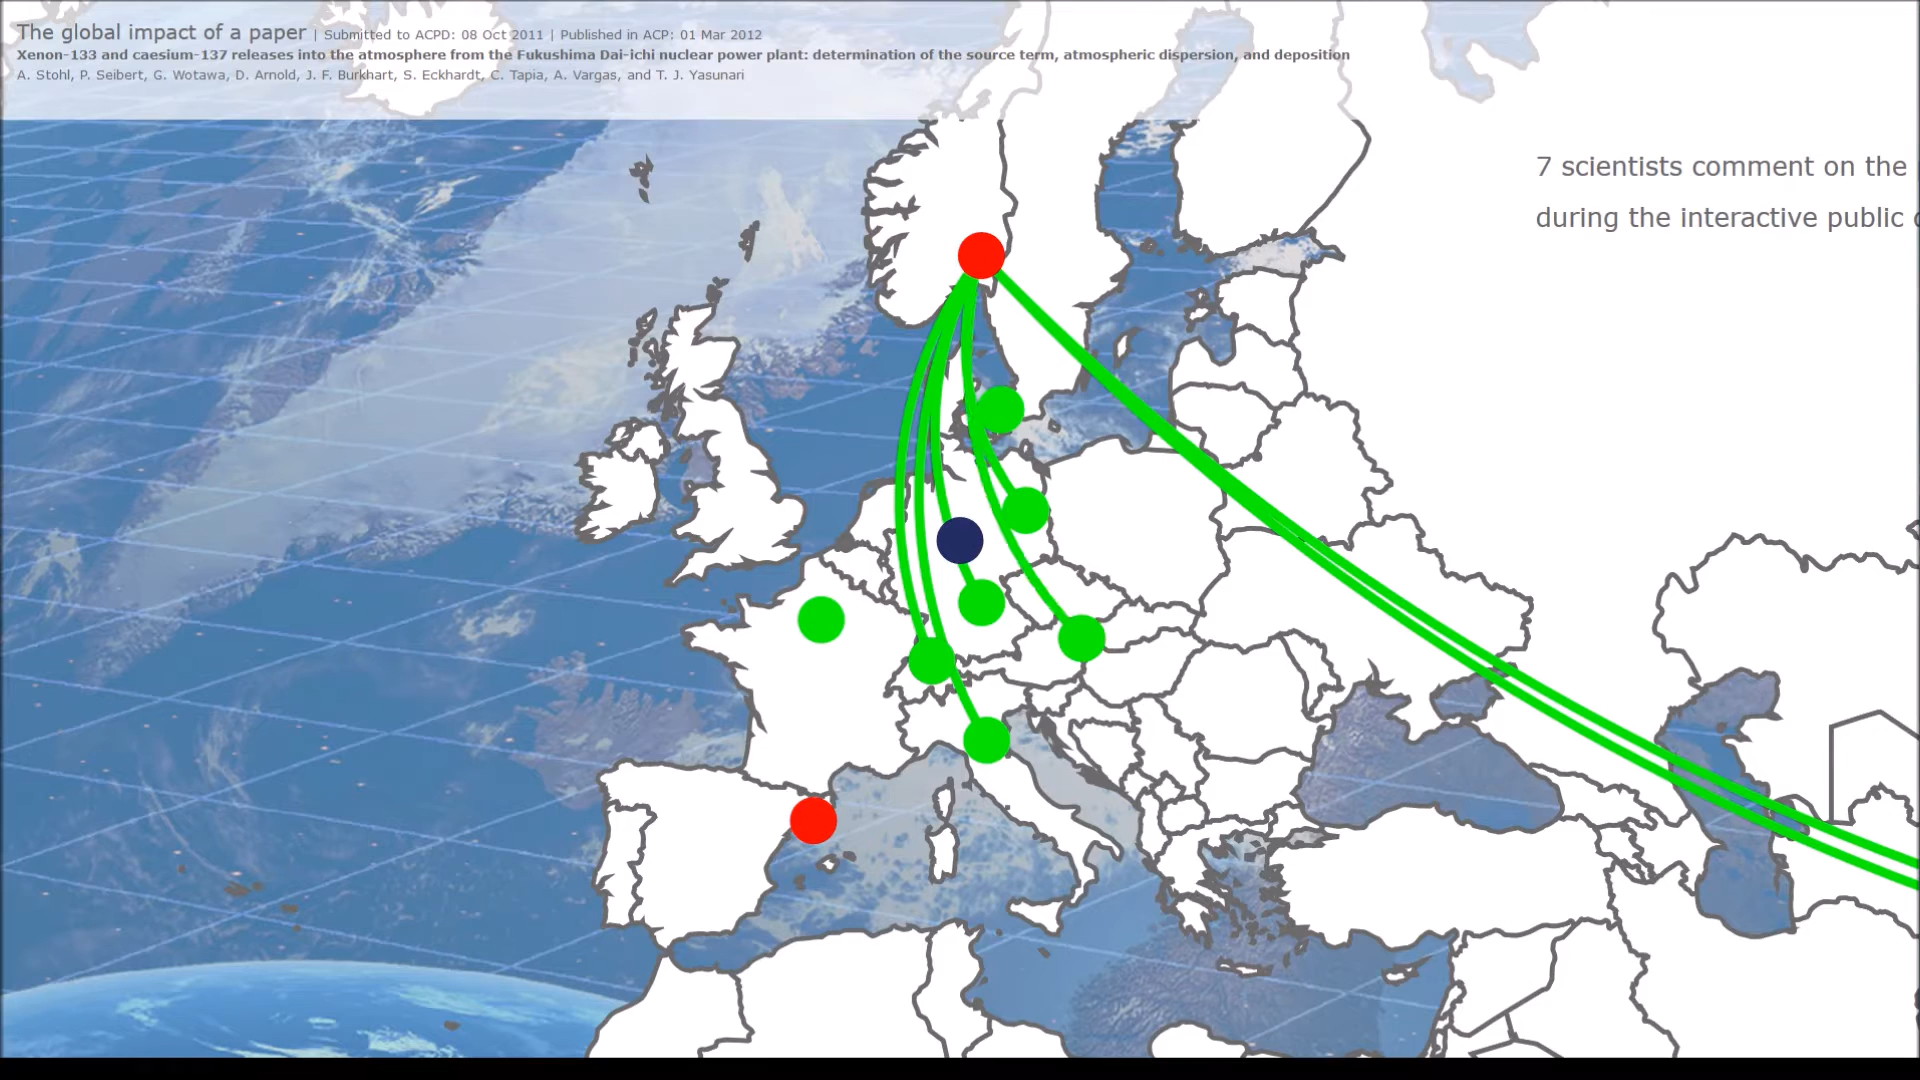 The global impact of a paper | Submitted to ACPD: 08 Oct 2011 | Published in ACP: 01 Mar 2012
Xenon-133 and caesium-137 releases into the atmosphere from the Fukushima Dai-ichi nuclear power plant: determination of the source term, atmospheric dispersion, and deposition
A. Stohl, P. Seibert, G. Wotawa, D. Arnold, J. F. Burkhart, S. Eckhardt, C. Tapia, A. Vargas, and T. J. Yasunari
7 scientists comment on the
during the interactive public